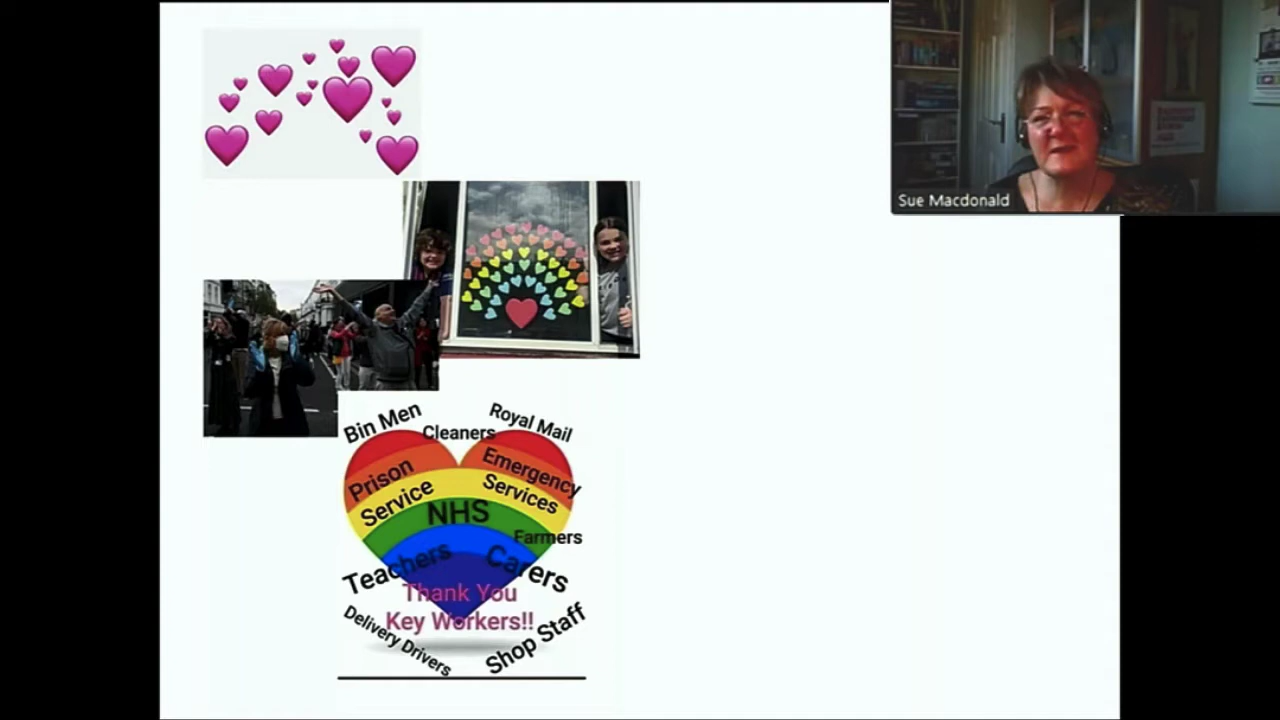 Sue Macdonald
Bin Men
Royal Mail
Cleaners
Prison
Service
Emergency
Services
NHS
Farmers
Teachers
Carers
Thank You
Key Workers!!
Delivery Drivers
Shop Staff